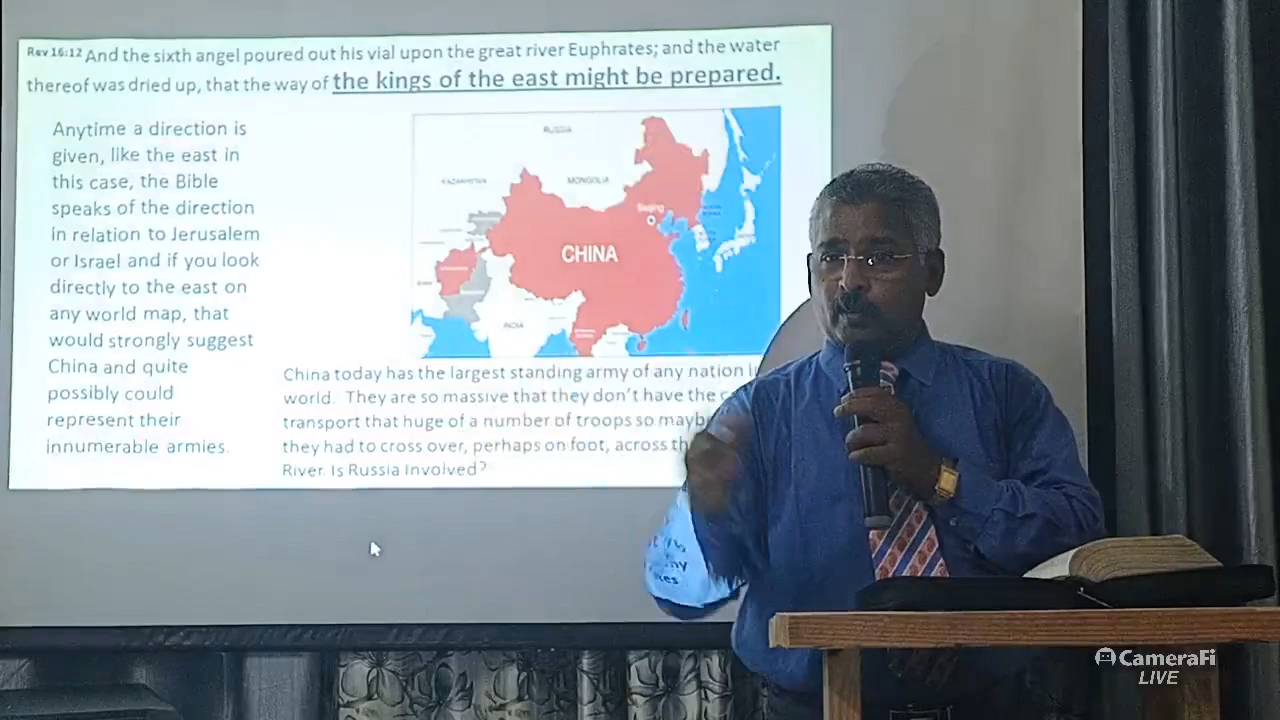 Rev 16:12 And the sixth angel poured out his vial upon the great river Euphrates; and the water
thereof was dried up, that the way of the kings of the east might be prepared.
Anytime a direction is
given, like the east in
this case, the Bible
speaks of the direction
in relation to Jerusalem
or Israel and if you look
directly to the east on
any world map, that
would strongly suggest
China and quite
possibly could
represent their
innumerable armies.
RUSSIA
KAZAKHSTAN
MONGOLIA
Beijing
CHINA
INDIA
China today has the largest standing army of any nation
world. They are so massive that they don't have the
transport that huge of a number of troops so
they had to cross over, perhaps on foot, across
River. Is Russia Involved?
CameraFi
LIVE